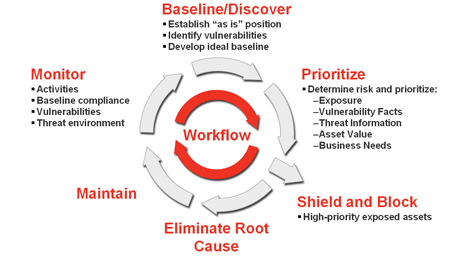 Baseline/Discover
▪ Establish “as is” position
▪ Identify vulnerabilities
▪ Develop ideal baseline
Monitor
▪ Activities
▪ Baseline compliance
▪ Vulnerabilities
▪ Threat environment
Prioritize
▪ Determine risk and prioritize:
–Exposure
–Vulnerability Facts
–Threat Information
–Asset Value
–Business Needs
Workflow
Maintain
Shield and Block
▪ High-priority exposed assets
Eliminate Root
Cause